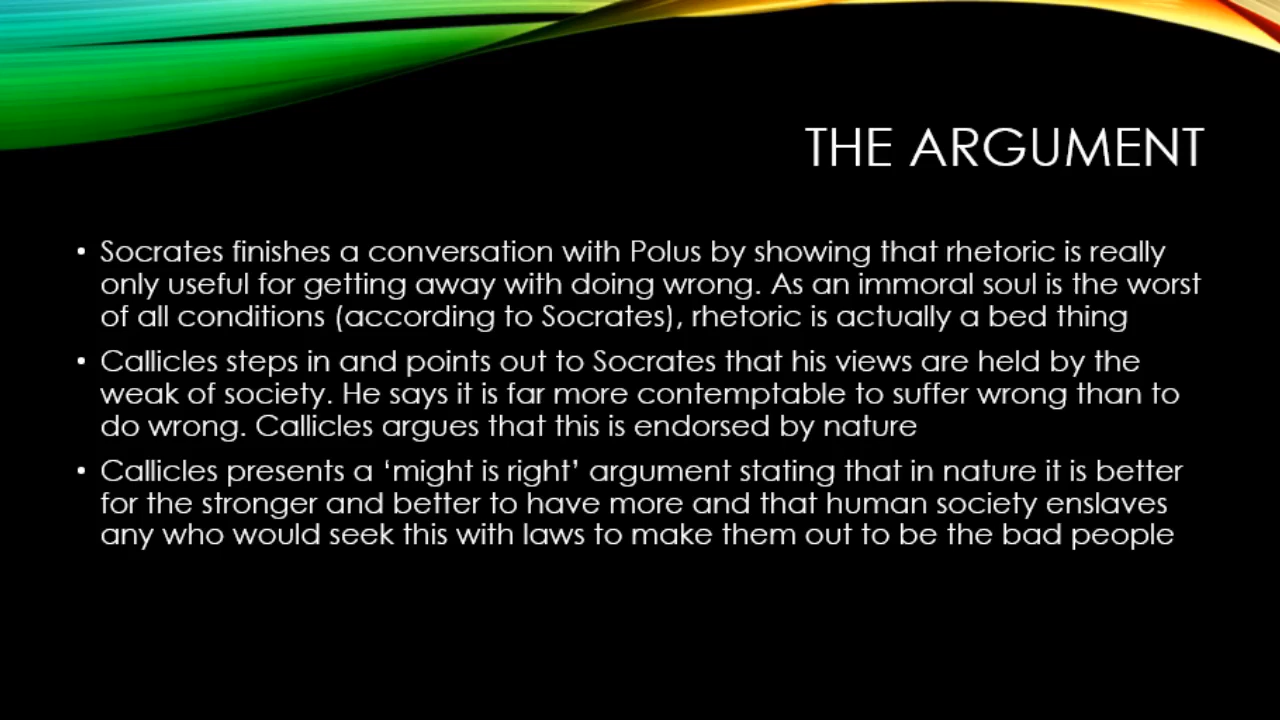 THE ARGUMENT
• Socrates finishes a conversation with Polus by showing that rhetoric is really
only useful for getting away with doing wrong. As an immoral soul is the worst
of all conditions (according to Socrates), rhetoric is actually a bed thing
• Callicles steps in and points out to Socrates that his views are held by the
weak of society. He says it is far more contemptable to suffer wrong than to
do wrong. Callicles argues that this is endorsed by nature
• Callicles presents a ‘might is right’ argument stating that in nature it is better
for the stronger and better to have more and that human society enslaves
any who would seek this with laws to make them out to be the bad people